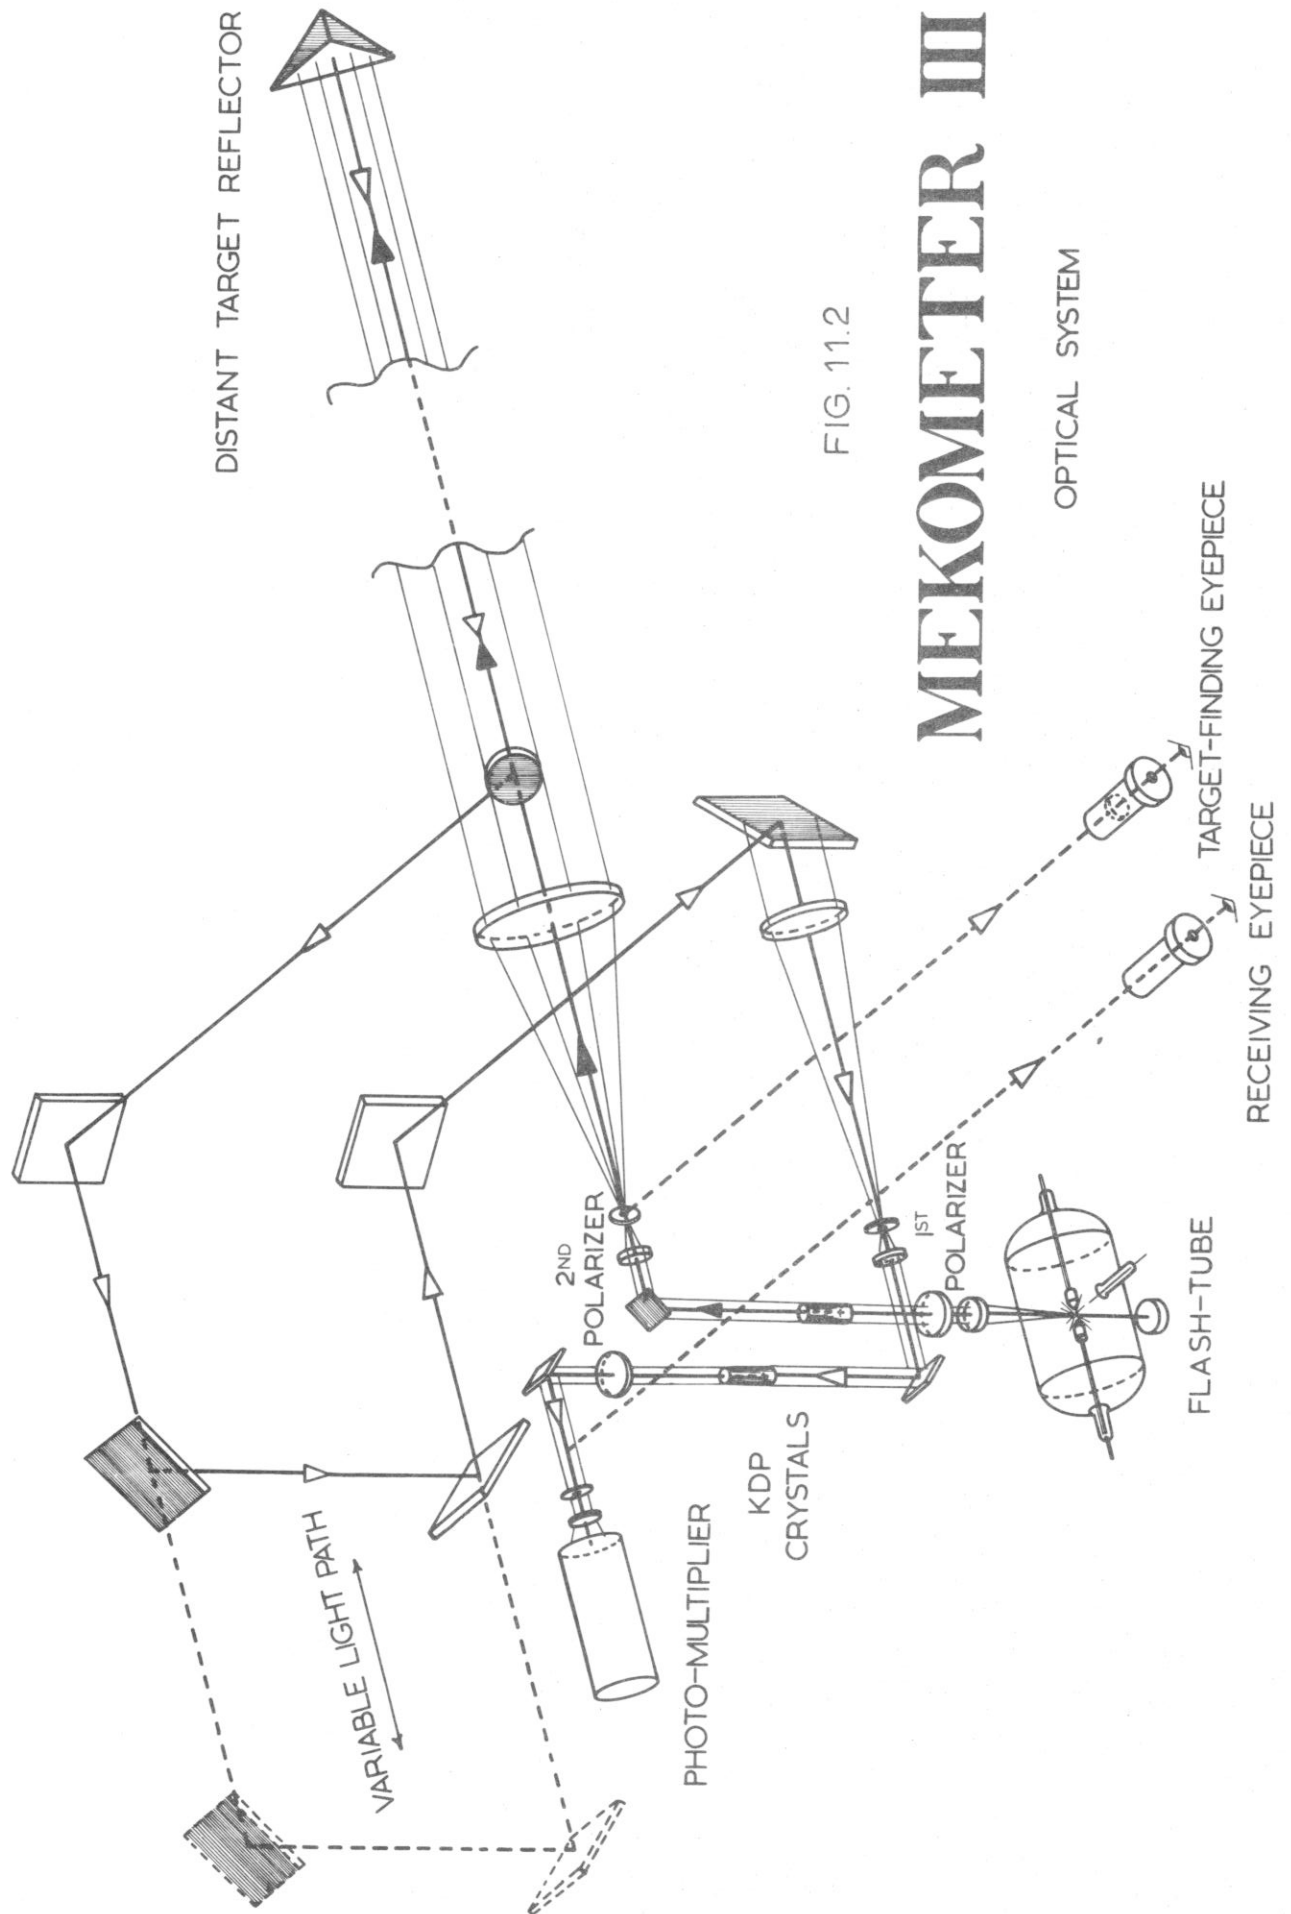 DISTANT TARGET REFLECTOR
FIG. 11.2
MEKOMETER III
OPTICAL SYSTEM
VARIABLE LIGHT PATH
2ND
POLARIZER
1ST
POLARIZER
PHOTO-MULTIPLIER
KDP
CRYSTALS
FLASH-TUBE
RECEIVING EYEPIECE
TARGET-FINDING EYEPIECE